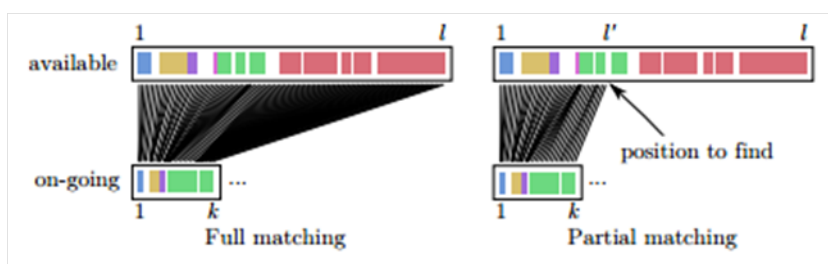 1 l 1 l' l
available
position to find
on-going ... ...
1 k 1 k
Full matching Partial matching